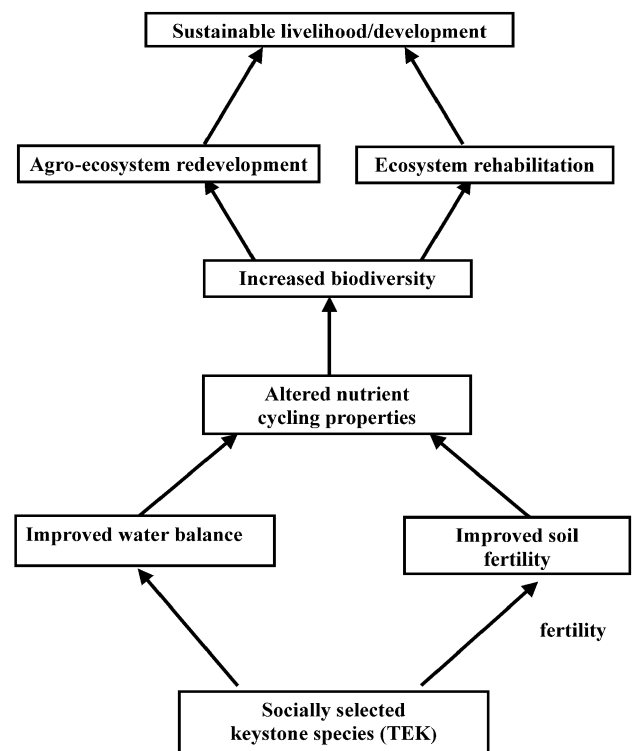 Sustainable livelihood/development
Agro-ecosystem redevelopment
Ecosystem rehabilitation
Increased biodiversity
Altered nutrient
cycling properties
Improved water balance
Improved soil
fertility
fertility
Socially selected
keystone species (TEK)